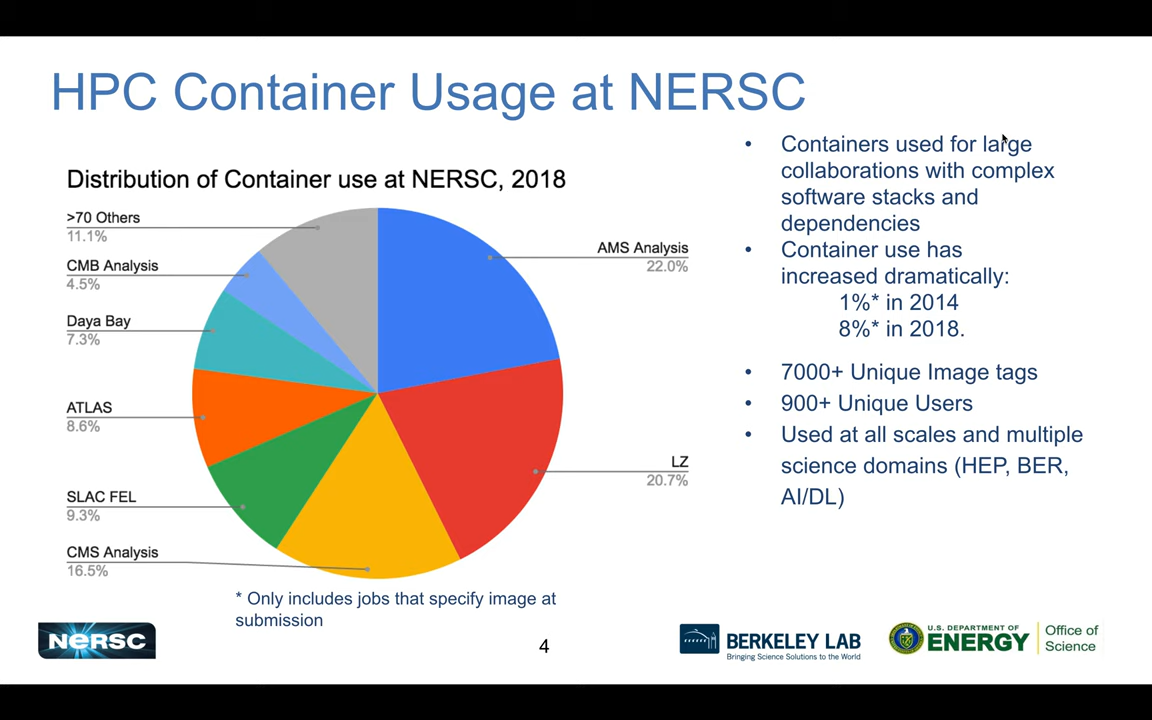 HPC Container Usage at NERSC
Distribution of Container use at NERSC, 2018
>70 Others
11.1%
CMB Analysis
4.5%
Daya Bay
7.3%
ATLAS
8.6%
SLAC FEL
9.3%
CMS Analysis
16.5%
AMS Analysis
22.0%
LZ
20.7%
* Only includes jobs that specify image at
submission
• Containers used for large
collaborations with complex
software stacks and
dependencies
• Container use has
increased dramatically:
1%* in 2014
8%* in 2018.
• 7000+ Unique Image tags
• 900+ Unique Users
• Used at all scales and multiple
science domains (HEP, BER,
AI/DL)
NERSC
4
BERKELEY LAB
Bringing Science Solutions to the World
U.S. DEPARTMENT OF
ENERGY
Office of
Science